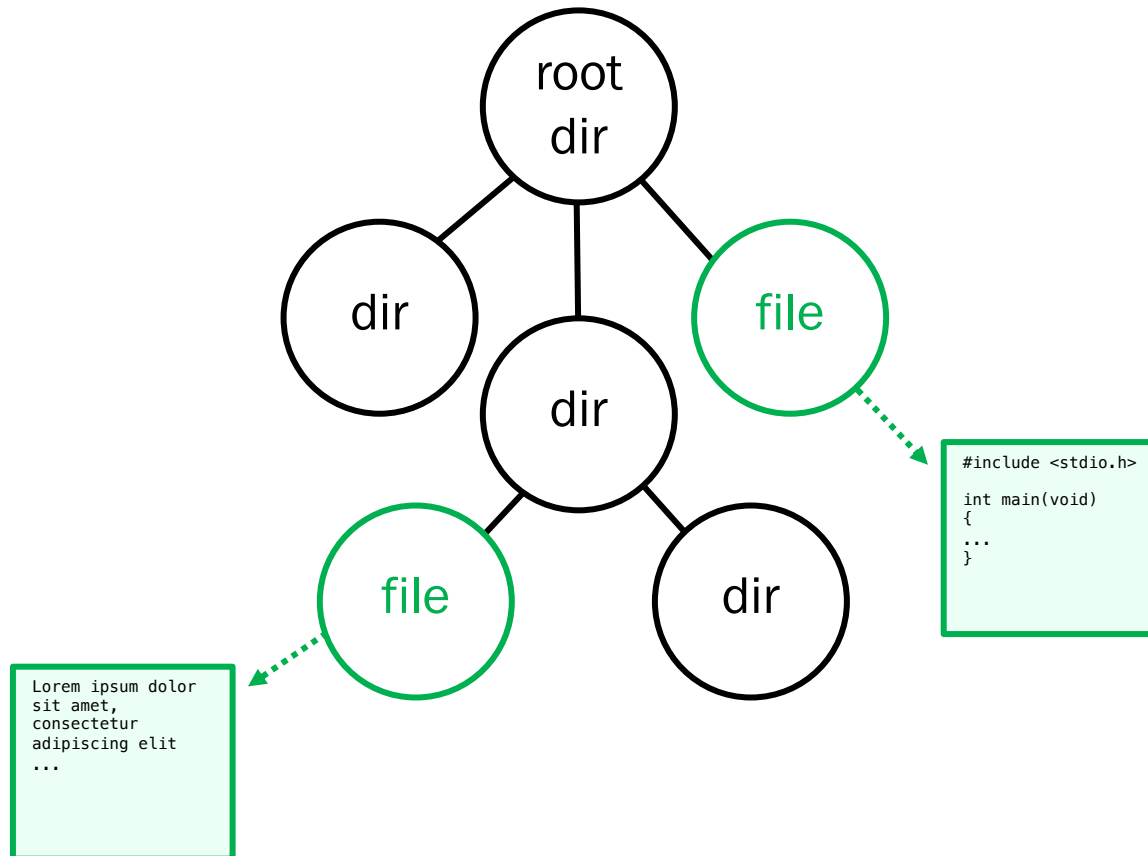 root
dir
dir
file
dir
#include <stdio.h>
int main(void)
{
...
}
file
dir
Lorem ipsum dolor
sit amet,
consectetur
adipiscing elit
...